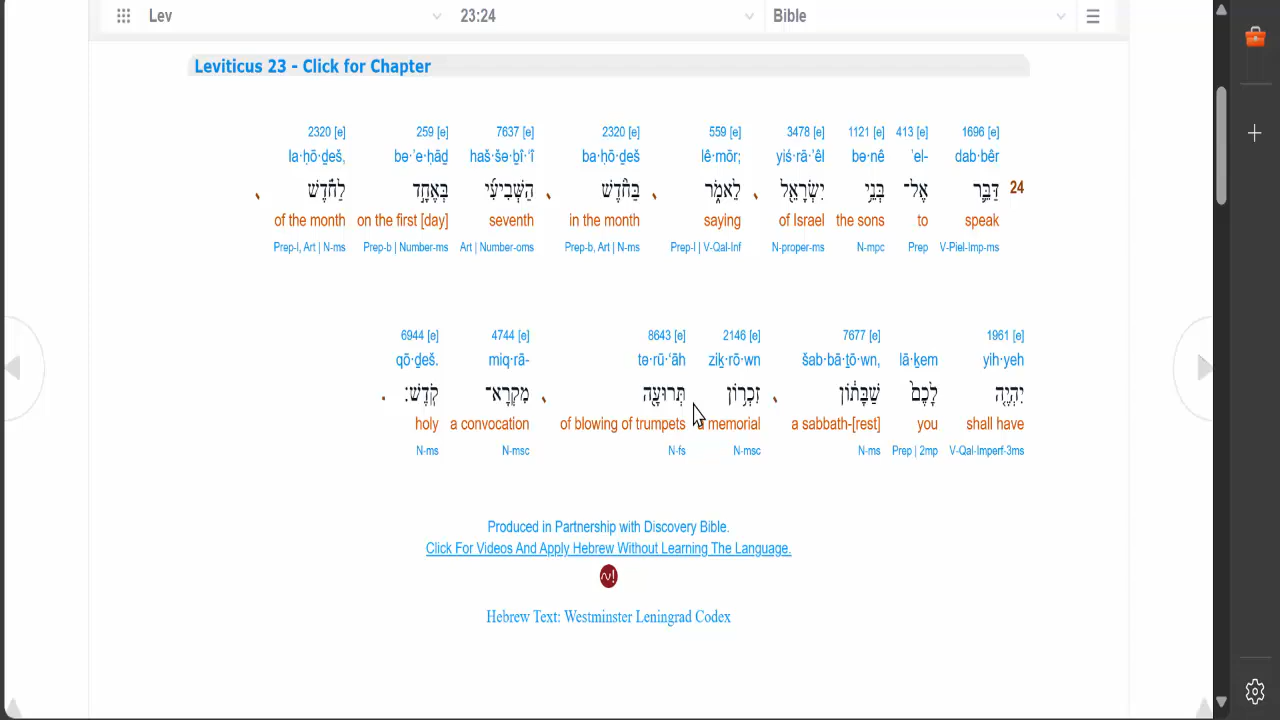 Lev 23:24 Bible
Leviticus 23 - Click for Chapter
2320 [e] 259 [e] 7637 [e] 2320 [e] 559 [e] 3478 [e] 1121 [e] 413 [e] 1696 [e]
la·ḥō·ḏeš, bə·’e·ḥāḏ haš·šə·ḇî·‘î ba·ḥō·ḏeš lê·mōr; yiś·rā·’êl bə·nê ’el- dab·bêr
24 דַּבֵּ֛ר אֶל־ בְּנֵ֥י יִשְׂרָאֵ֖ל ، לֵאמֹ֑ר ، בַּחֹ֨דֶשׁ ، הַשְּׁבִיעִ֜י בְּאֶחָ֣ד לַחֹ֗דֶשׁ ،
of the month on the first [day] seventh in the month saying of Israel the sons to speak
Prep-l, Art | N-ms Prep-b | Number-ms Art | Number-oms Prep-b, Art | N-ms Prep-l | V-Qal-Inf N-proper-ms N-mpc Prep V-Piel-Imp-ms
6944 [e] 4744 [e] 8643 [e] 2146 [e] 7677 [e] 1961 [e]
qō·ḏeš. miq·rā- tə·rū·‘āh ziḵ·rō·wn šab·bā·ṯō·wn, lā·ḵem yih·yeh
יִהְיֶ֤ה לָכֶם֙ שַׁבָּת֔וֹן ، זִכְר֥וֹן תְּרוּעָ֖ה ، מִקְרָא־ קֹֽדֶשׁ׃ .
holy a convocation of blowing of trumpets a memorial a sabbath-[rest] you shall have
N-ms N-msc N-fs N-msc N-ms Prep | 2mp V-Qal-Imperf-3ms
Produced in Partnership with Discovery Bible.
Click For Videos And Apply Hebrew Without Learning The Language.
Hebrew Text: Westminster Leningrad Codex